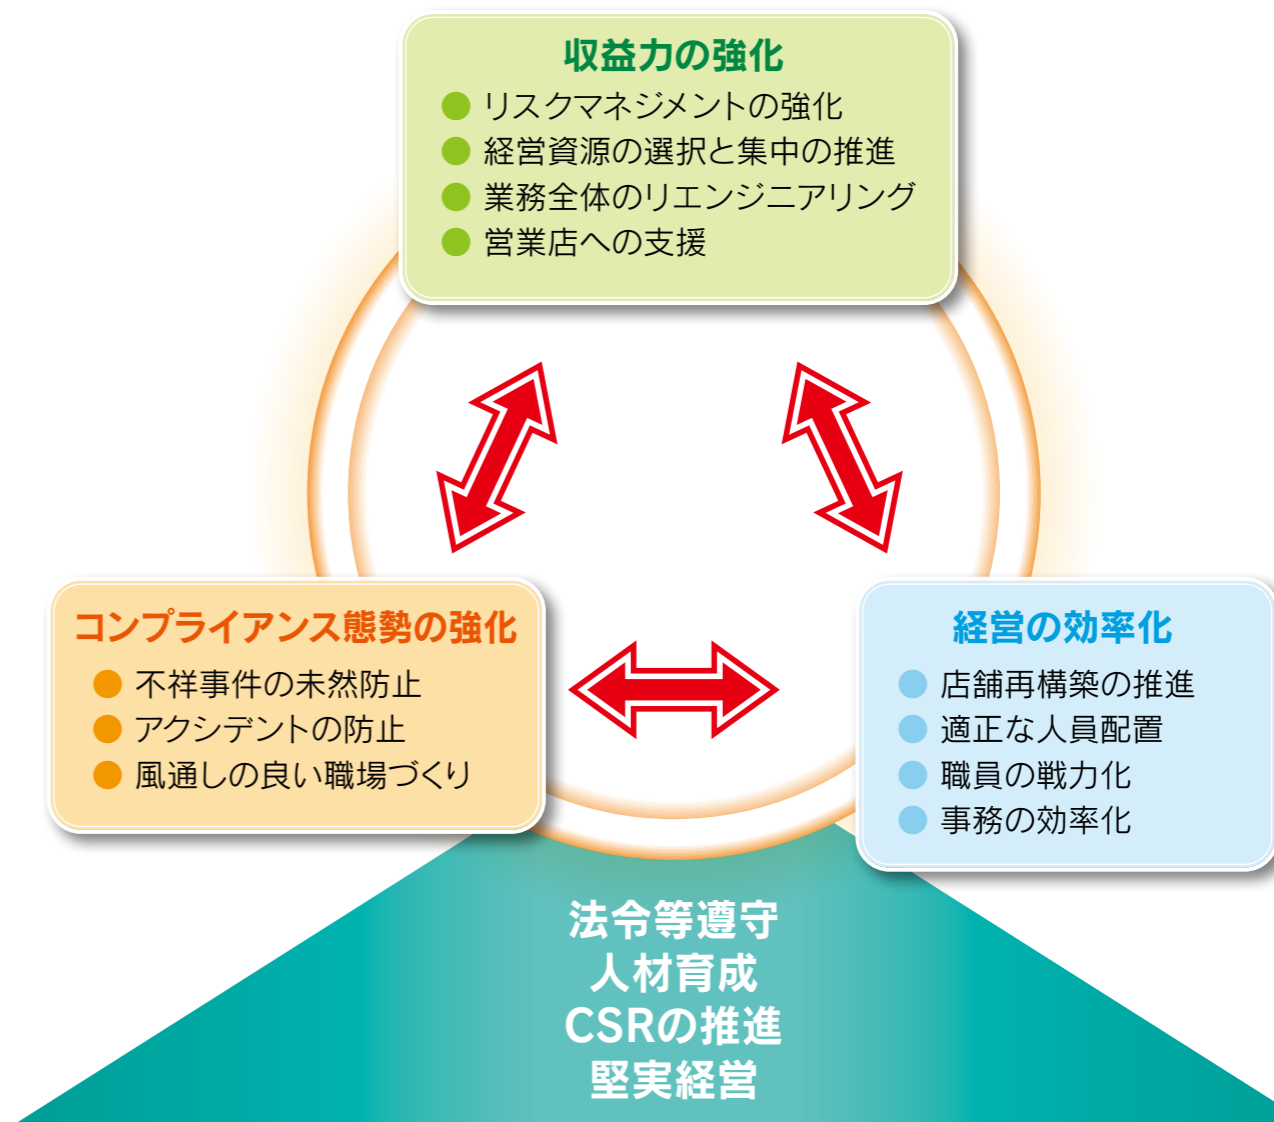 収益力の強化
● リスクマネジメントの強化
● 経営資源の選択と集中の推進
● 業務全体のリエンジニアリング
● 営業店への支援
コンプライアンス態勢の強化
● 不祥事件の未然防止
● アクシデントの防止
● 風通しの良い職場づくり
経営の効率化
● 店舗再構築の推進
● 適正な人員配置
● 職員の戦力化
● 事務の効率化
法令等遵守
人材育成
CSRの推進
堅実経営